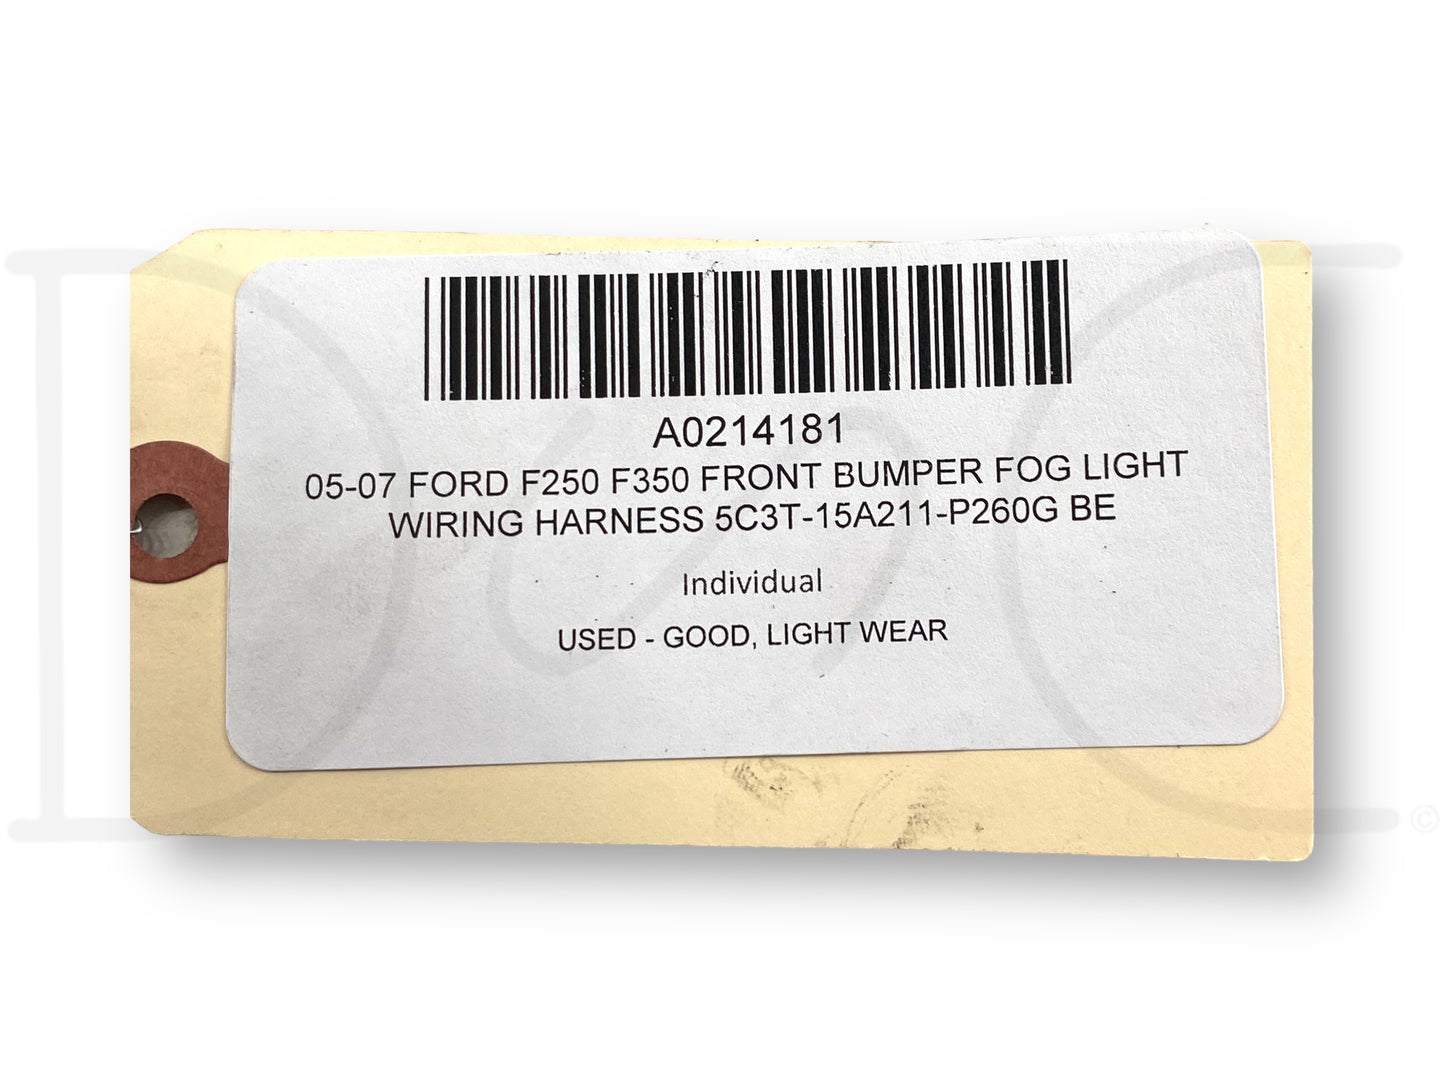 A0214181
05-07 FORD F250 F350 FRONT BUMPER FOG LIGHT
WIRING HARNESS 5C3T-15A211-P260G BE
Individual
USED - GOOD, LIGHT WEAR
©